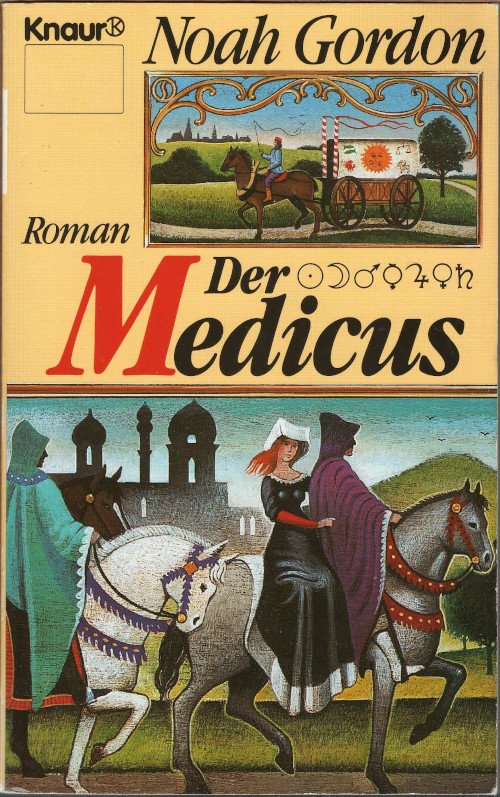 Knaur K
Noah Gordon
Roman
Der ☉☽♂☿♃♀♄
Medicus